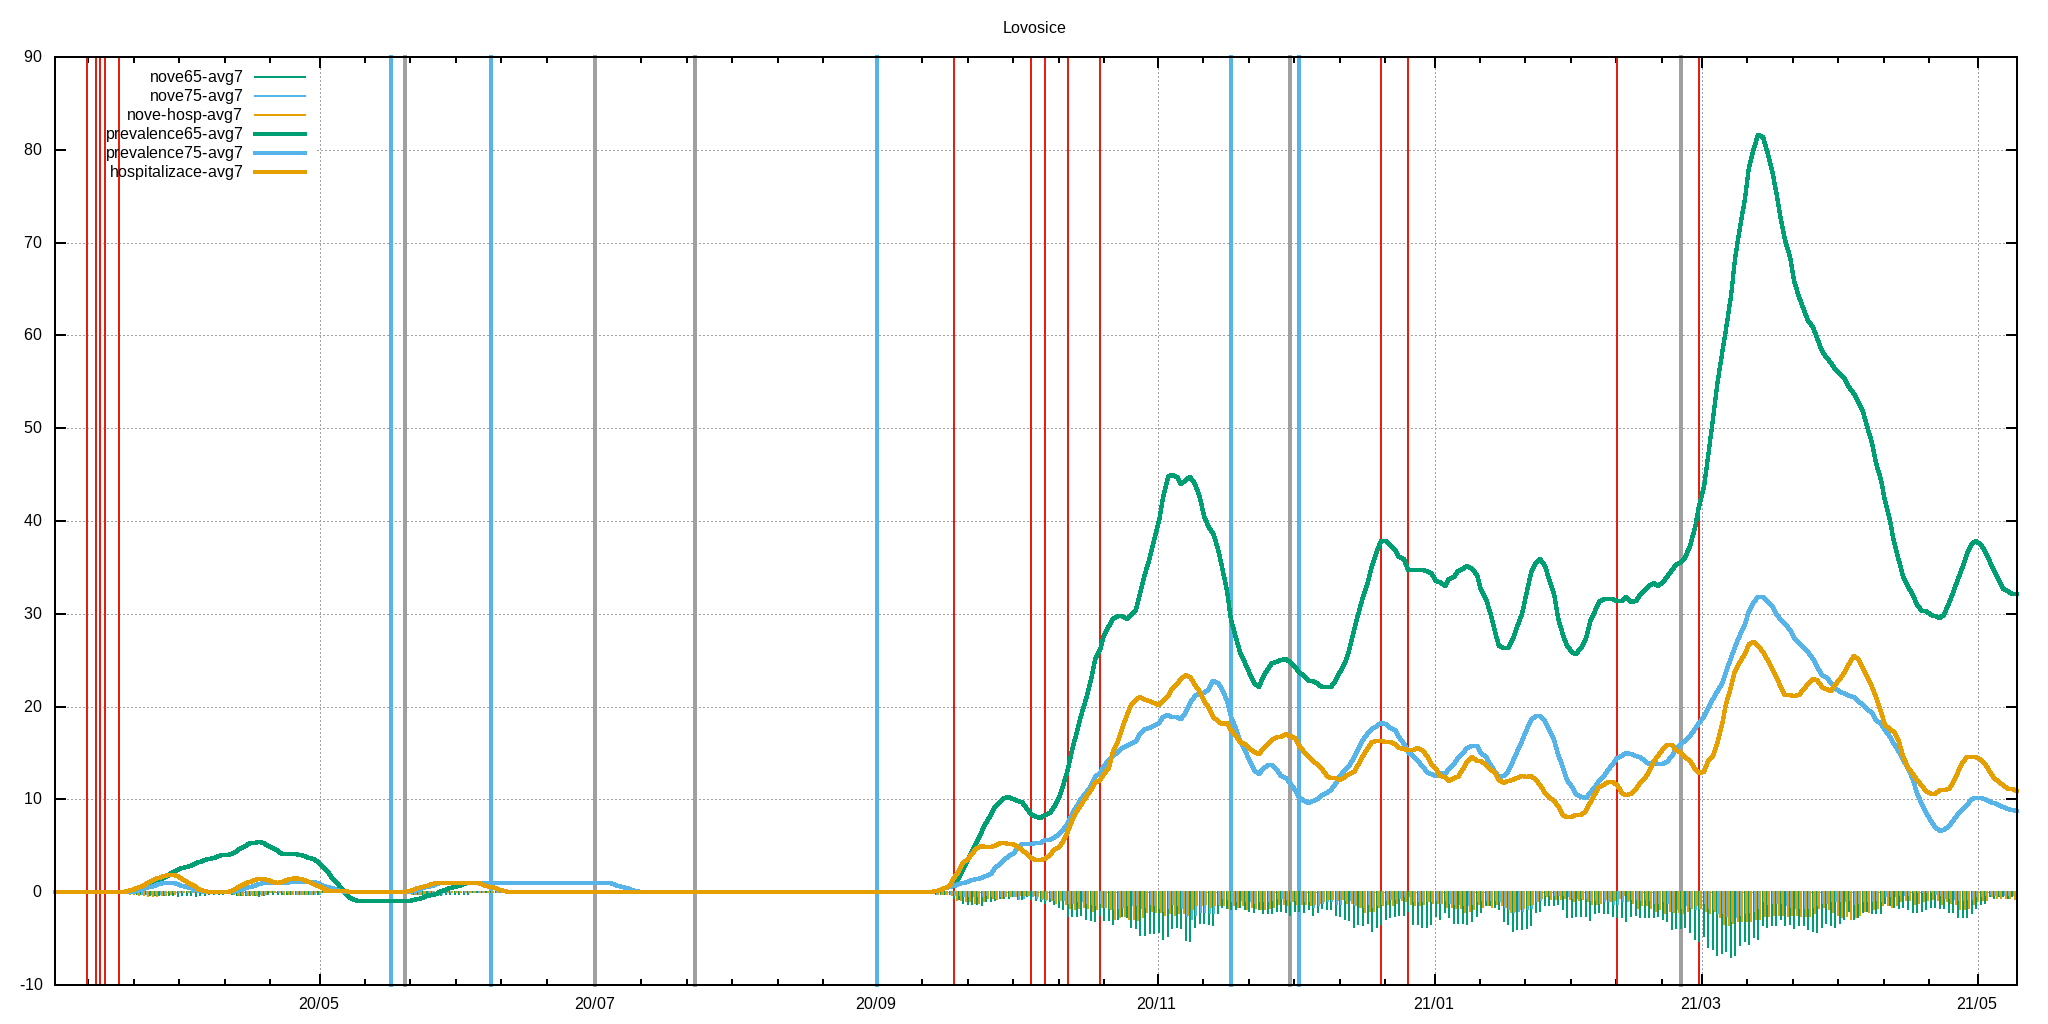 Lovosice
90
80
70
60
50
40
30
20
10
0
-10
nove65-avg7
nove75-avg7
nove-hosp-avg7
prevalence65-avg7
prevalence75-avg7
hospitalizace-avg7
20/05 20/07 20/09 20/11 21/01 21/03 21/05